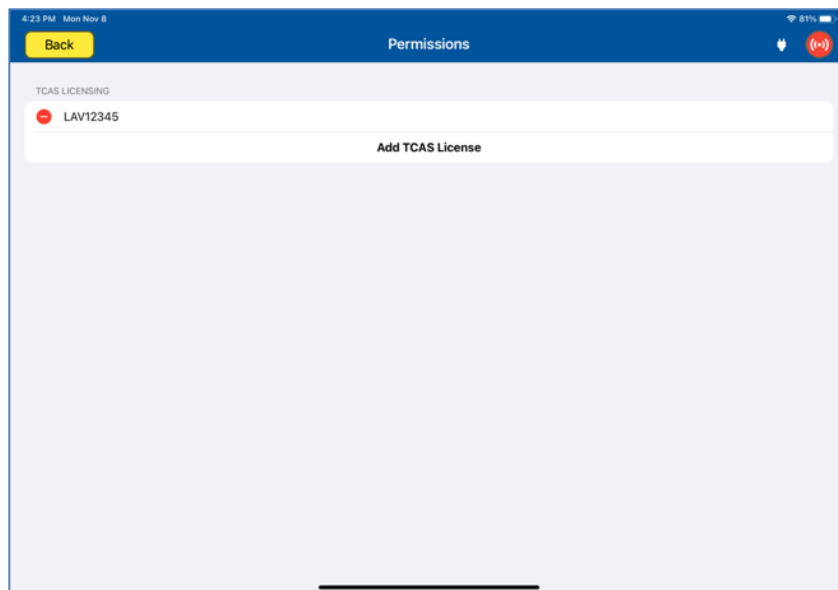 4:23 PM Mon Nov 8 81%
Back Permissions
TCAS LICENSING
LAV12345
Add TCAS License